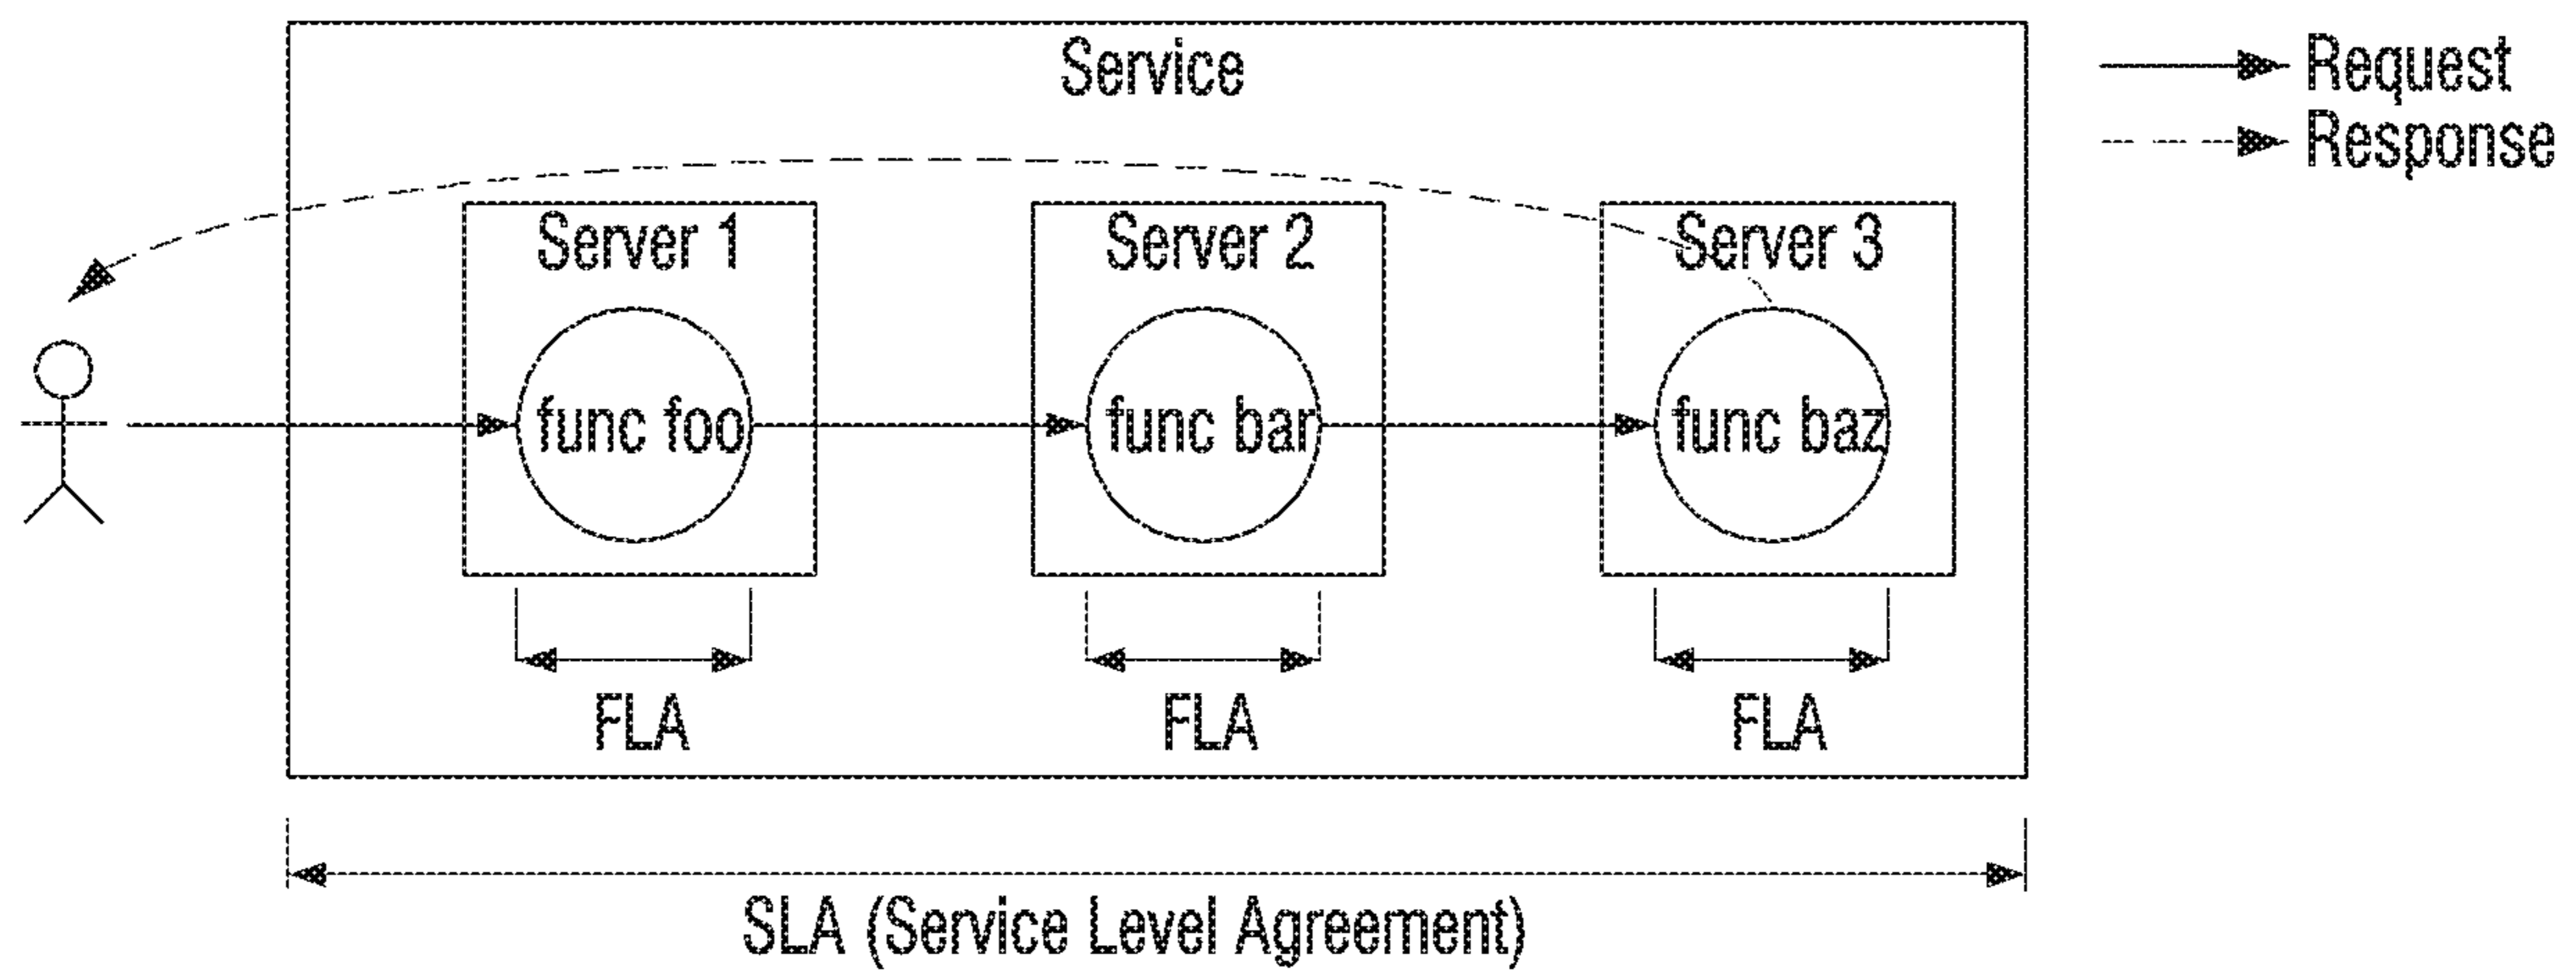 Service
Request
Response
Server 1
Server 2
Server 3
func foo
func bar
func baz
FLA
FLA
FLA
SLA (Service Level Agreement)